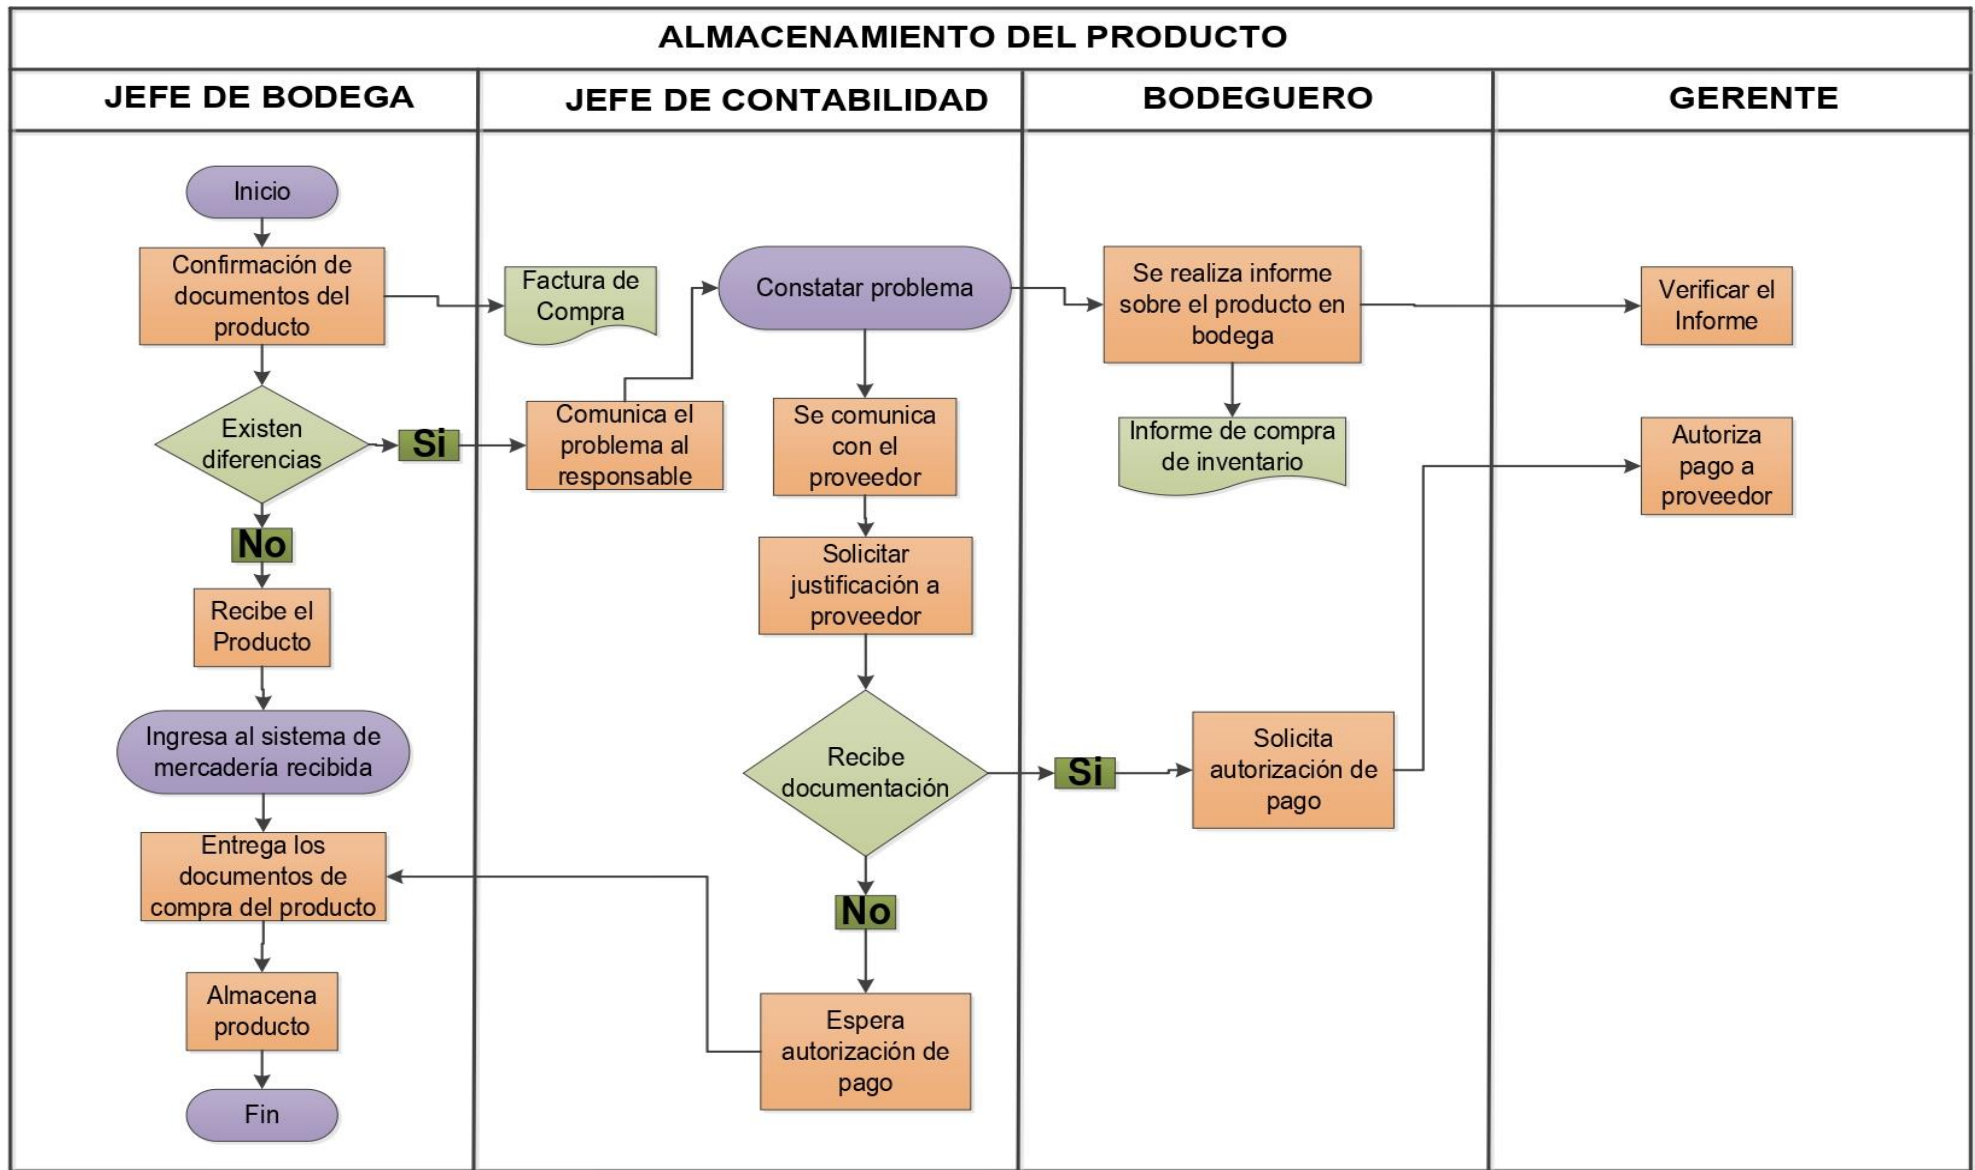 ALMACENAMIENTO DEL PRODUCTO
JEFE DE BODEGA
JEFE DE CONTABILIDAD
BODEGUERO
GERENTE
Inicio
Confirmación de
documentos del
producto
Existen
diferencias
Si
No
Recibe el
Producto
Ingresa al sistema de
mercadería recibida
Entrega los
documentos de
compra del producto
Almacena
producto
Fin
Factura de
Compra
Comunica el
problema al
responsable
Constatar problema
Se comunica
con el
proveedor
Solicitar
justificación a
proveedor
Recibe
documentación
No
Espera
autorización de
pago
Se realiza informe
sobre el producto en
bodega
Informe de compra
de inventario
Si
Solicita
autorización de
pago
Verificar el
Informe
Autoriza
pago a
proveedor